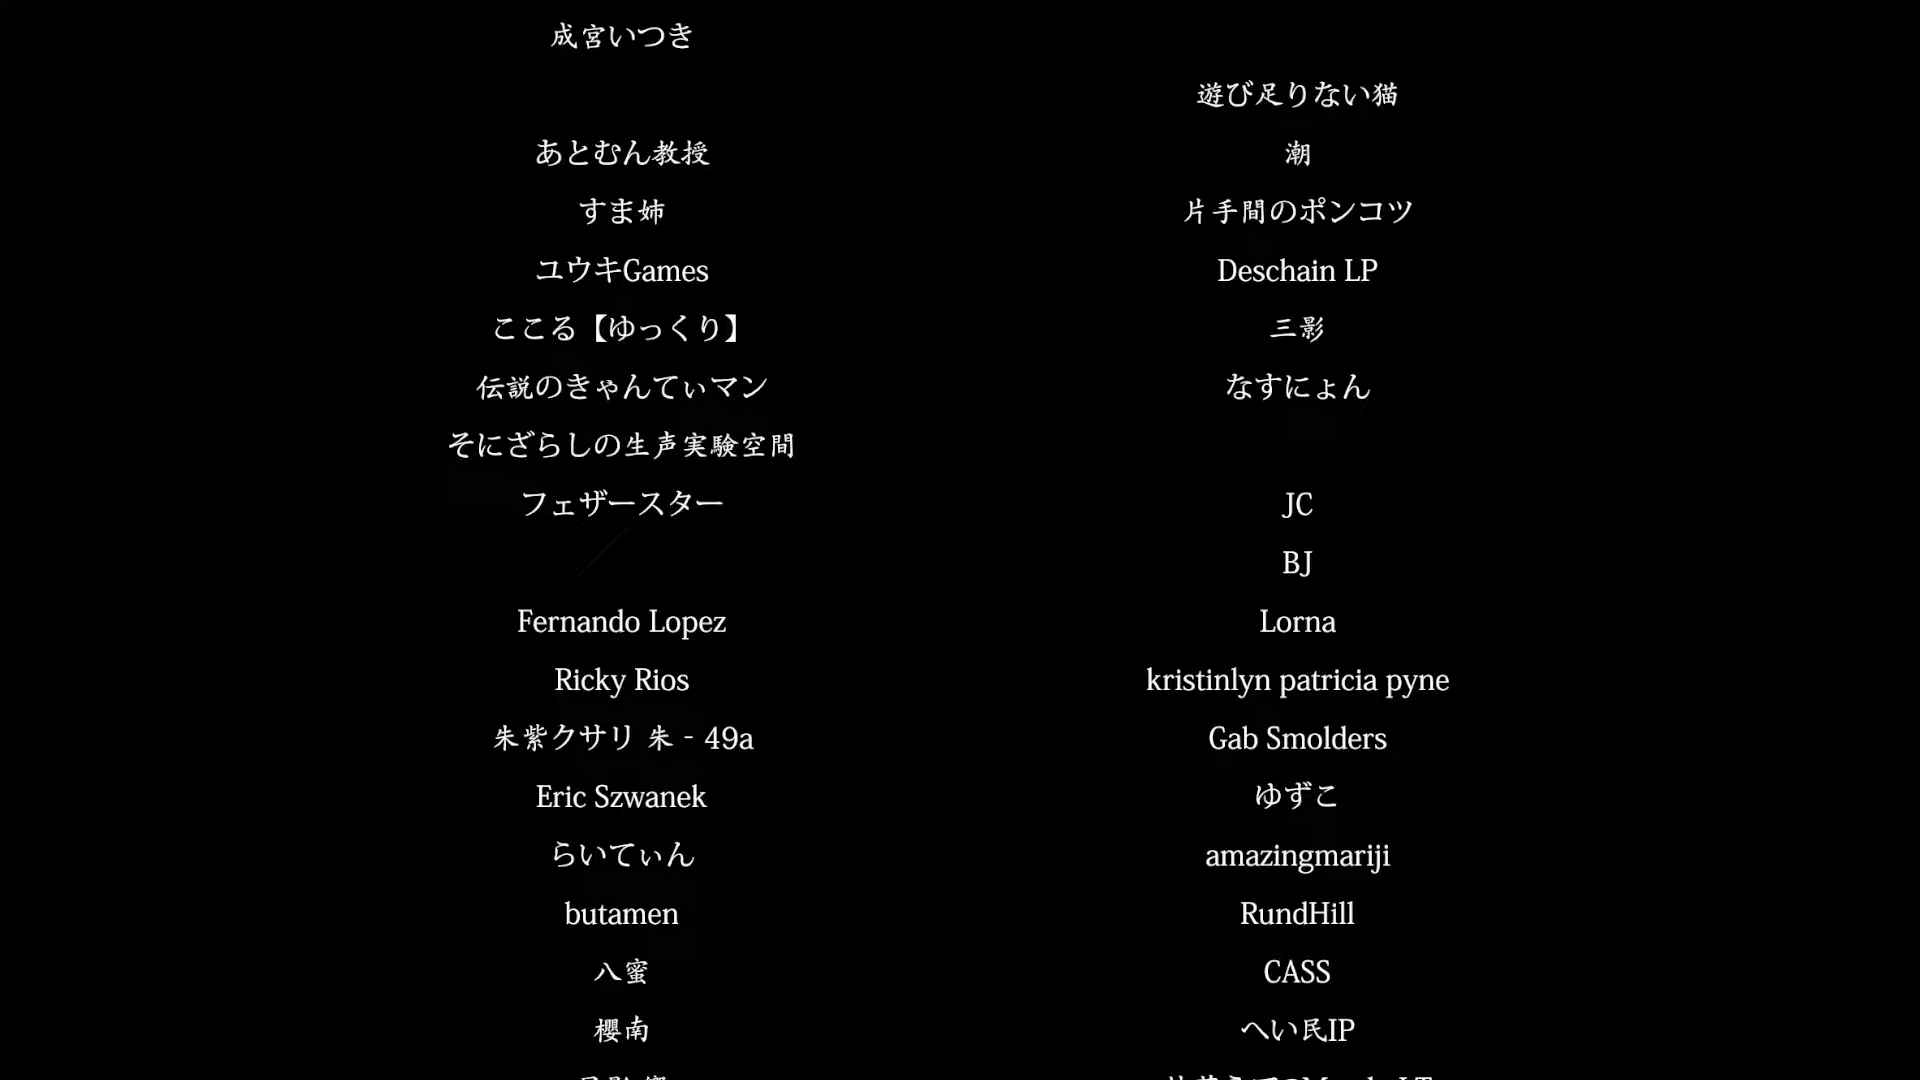 成宮いつき
遊び足りない猫
あとむん教授
潮
すま姉
片手間のポンコツ
ユウキGames
Deschain LP
ここる【ゆっくり】
三影
伝説のきゃんてぃマン
なすにょん
そにざらしの生声実験空間
フェザースター
JC
BJ
Fernando Lopez
Lorna
Ricky Rios
kristinlyn patricia pyne
朱紫クサリ 朱 - 49a
Gab Smolders
Eric Szwanek
ゆずこ
らいてぃん
amazingmariji
butamen
RundHill
八蜜
CASS
櫻南
へい民IP